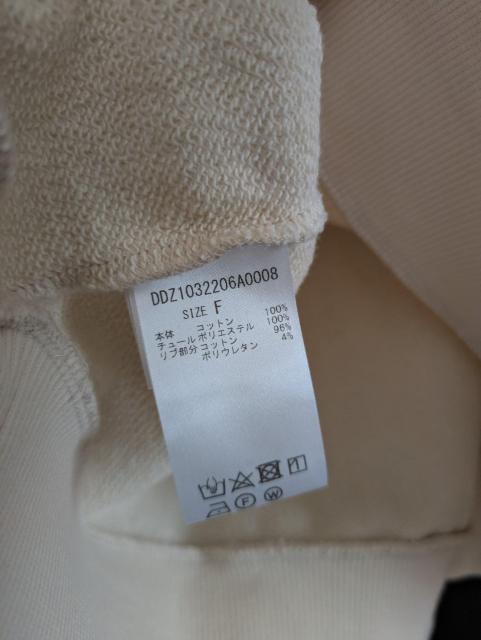 DDZ1032206A0008
SIZE F
本体 コットン 100%
チュール ポリエステル 100%
リブ部分 コットン 96%
ポリウレタン 4%
F W